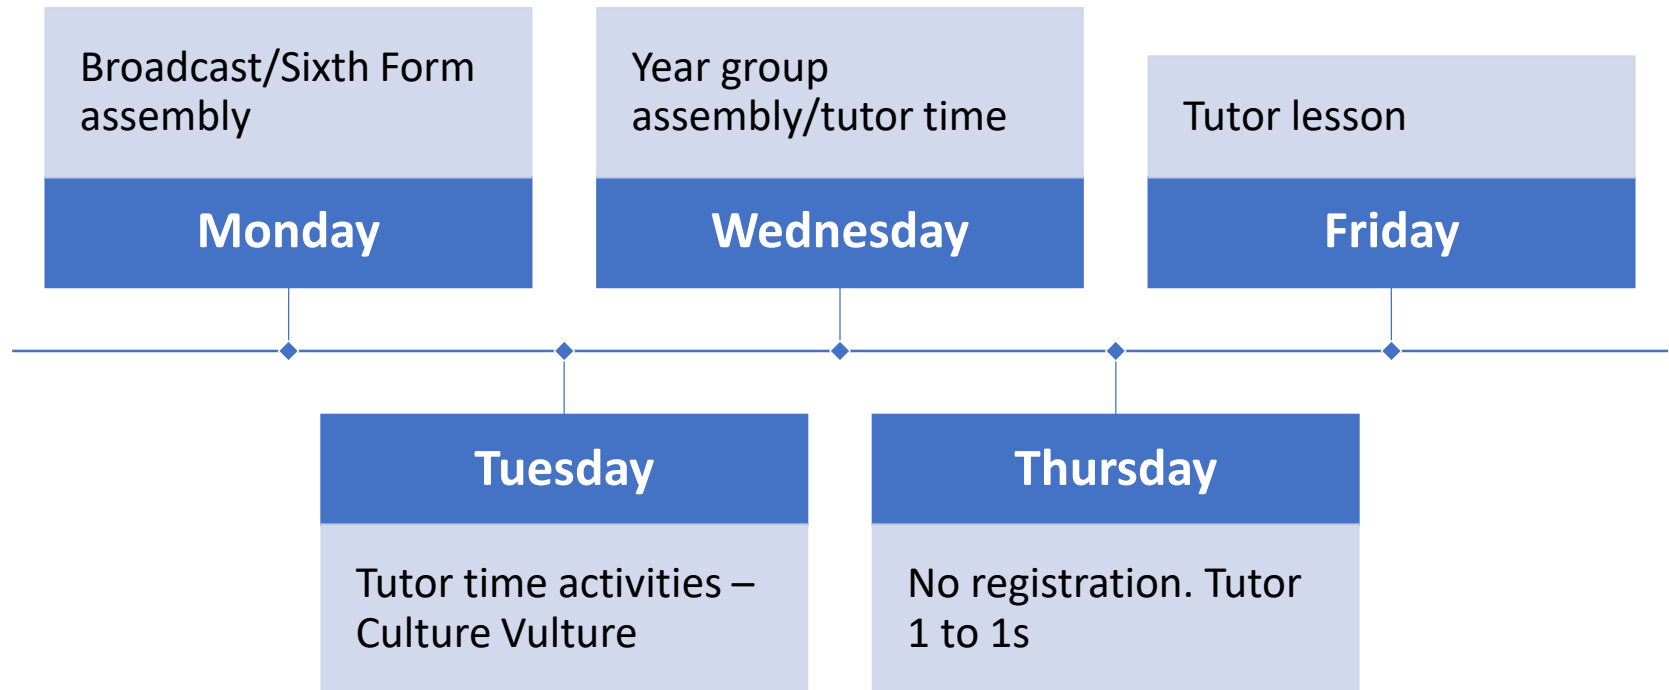 Broadcast/Sixth Form
assembly
Monday
Tuesday
Tutor time activities –
Culture Vulture
Year group
assembly/tutor time
Wednesday
Thursday
No registration. Tutor
1 to 1s
Tutor lesson
Friday